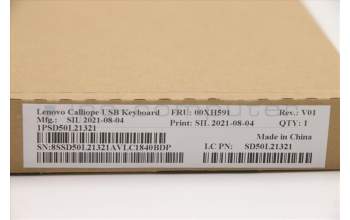 Lenovo Calliope USB Keyboard FRU: 00XH591 Rev.: V01
Mfg.: SIL 2021-08-04 Print: SIL 2021-08-04 QTY: 1
1PSD50L21321 Made in China
SN:8SSD50L21321AVLC1840BDP LC PN: SD50L21321